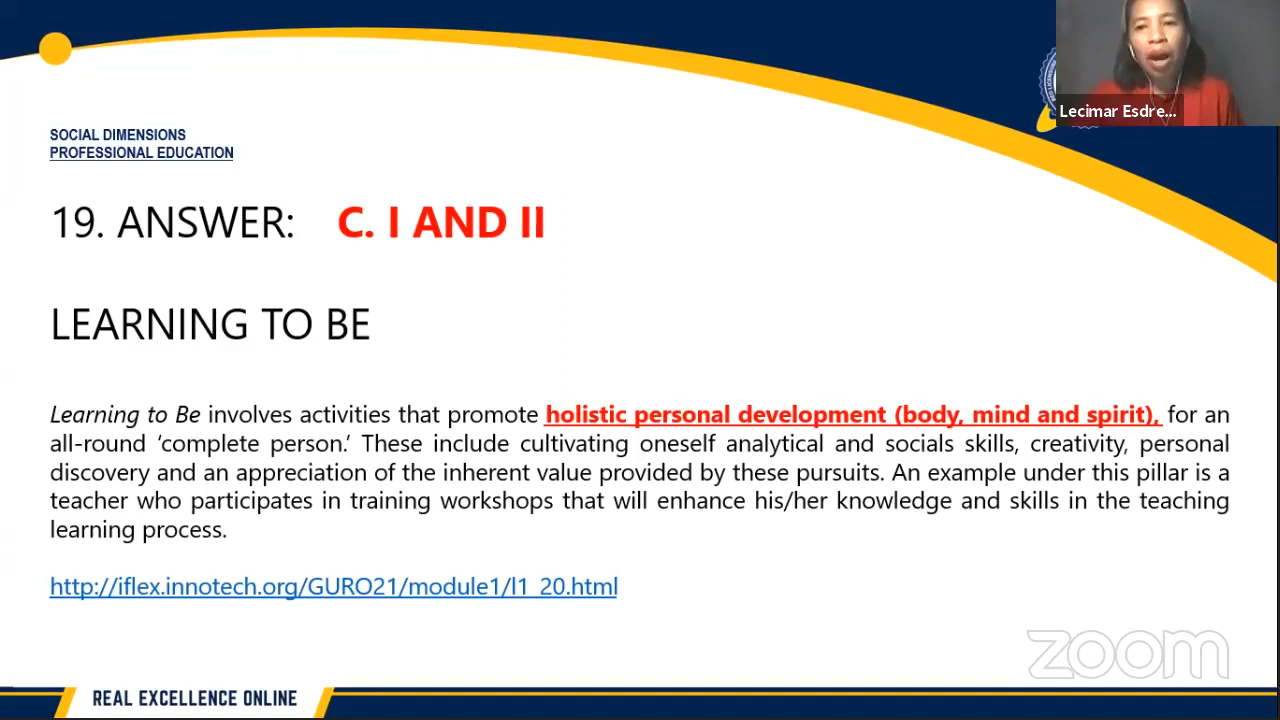 Lecimar Esdre...
SOCIAL DIMENSIONS
PROFESSIONAL EDUCATION
19. ANSWER: C. I AND II
LEARNING TO BE
Learning to Be involves activities that promote holistic personal development (body, mind and spirit), for an
all-round ‘complete person.’ These include cultivating oneself analytical and socials skills, creativity, personal
discovery and an appreciation of the inherent value provided by these pursuits. An example under this pillar is a
teacher who participates in training workshops that will enhance his/her knowledge and skills in the teaching
learning process.
http://iflex.innotech.org/GURO21/module1/l1_20.html
zoom
REAL EXCELLENCE ONLINE